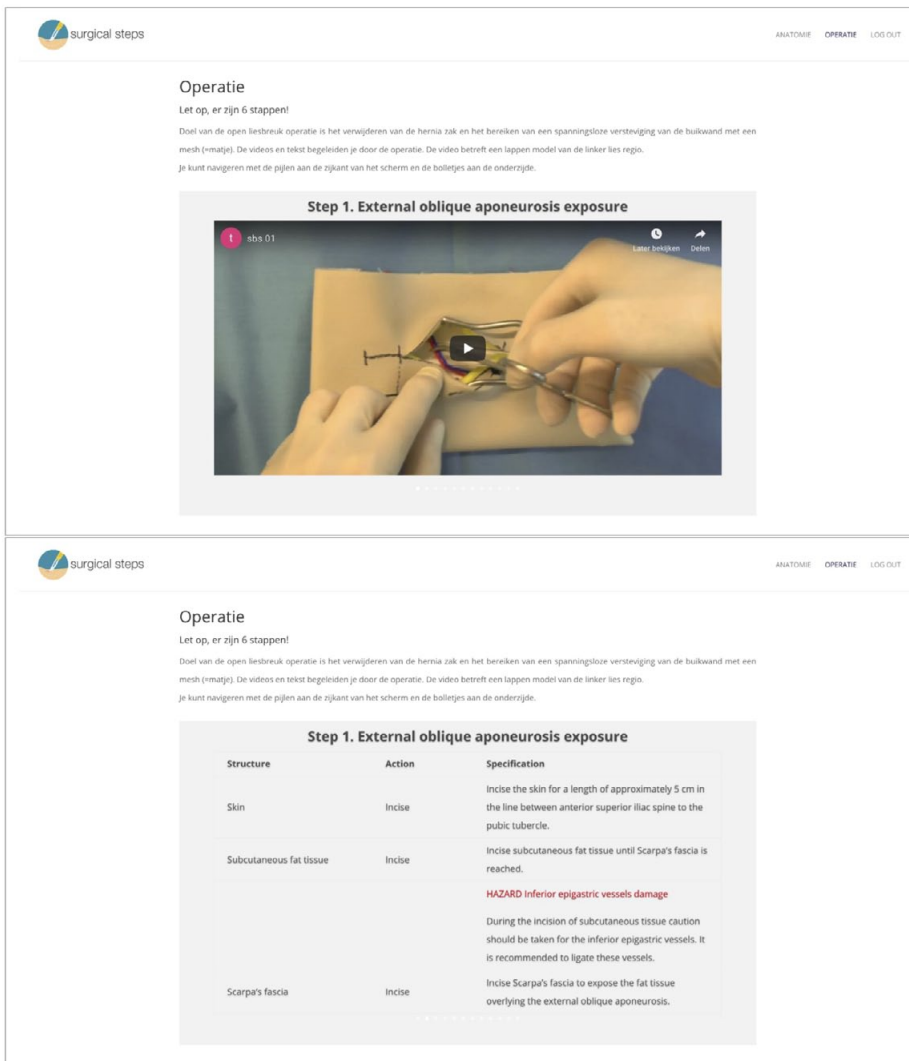 surgical steps
ANATOMIE OPERATIE LOG OUT
Operatie
Let op, er zijn 6 stappen!
Doel van de open liesbreuk operatie is het verwijderen van de hernia zak en het bereiken van een spanningsloze versteviging van de buikwand met een
mesh (=matje). De videos en tekst begeleiden je door de operatie. De video betreft een lappen model van de linker lies regio.
Je kunt navigeren met de pijlen aan de zijkant van het scherm en de bolletjes aan de onderzijde.
Step 1. External oblique aponeurosis exposure
t sbs 01
Later bekijken Delen
surgical steps
ANATOMIE OPERATIE LOG OUT
Operatie
Let op, er zijn 6 stappen!
Doel van de open liesbreuk operatie is het verwijderen van de hernia zak en het bereiken van een spanningsloze versteviging van de buikwand met een
mesh (=matje). De videos en tekst begeleiden je door de operatie. De video betreft een lappen model van de linker lies regio.
Je kunt navigeren met de pijlen aan de zijkant van het scherm en de bolletjes aan de onderzijde.
Step 1. External oblique aponeurosis exposure
Structure Action Specification
Skin Incise Incise the skin for a length of approximately 5 cm in
the line between anterior superior iliac spine to the
pubic tubercle.
Subcutaneous fat tissue Incise Incise subcutaneous fat tissue until Scarpa's fascia is
reached.
HAZARD Inferior epigastric vessels damage
During the incision of subcutaneous tissue caution
should be taken for the inferior epigastric vessels. It
is recommended to ligate these vessels.
Scarpa's fascia Incise Incise Scarpa's fascia to expose the fat tissue
overlying the external oblique aponeurosis.